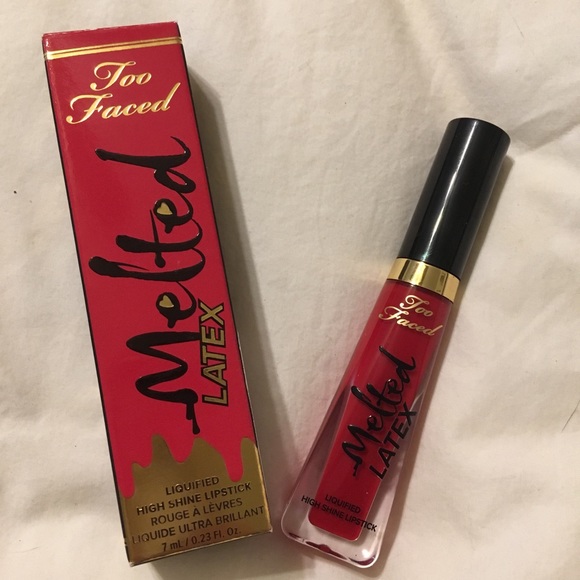 Too
Faced
Melted
LATEX
LIQUIFIED
HIGH SHINE LIPSTICK
ROUGE À LÈVRES
LIQUIDE ULTRA BRILLANT
7 mL / 0.23 FL. Oz.
Too
Faced
Melted
LATEX
LIQUIFIED
HIGH SHINE LIPSTICK